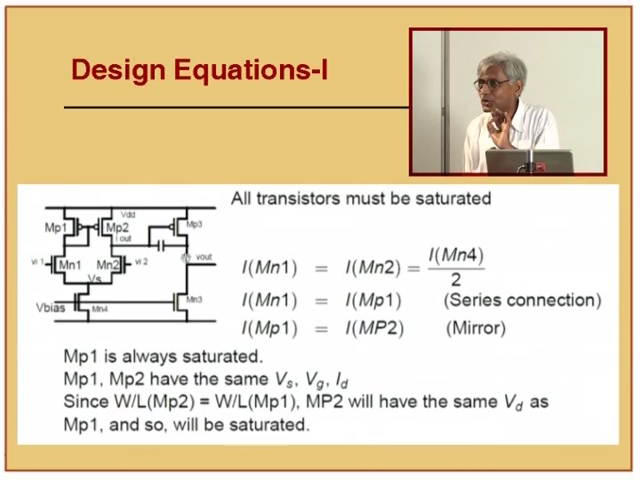 Design Equations-I
All transistors must be saturated
Vdd
Mp1
Mp2
Mp3
i out
vi 1
Mn1
Mn2
vi 2
vout
Vs
Vbias
Mn4
Mn3
I(Mn1) = I(Mn2) = I(Mn4)/2
I(Mn1) = I(Mp1) (Series connection)
I(Mp1) = I(MP2) (Mirror)
Mp1 is always saturated.
Mp1, Mp2 have the same Vs, Vg, Id
Since W/L(Mp2) = W/L(Mp1), MP2 will have the same Vd as
Mp1, and so, will be saturated.